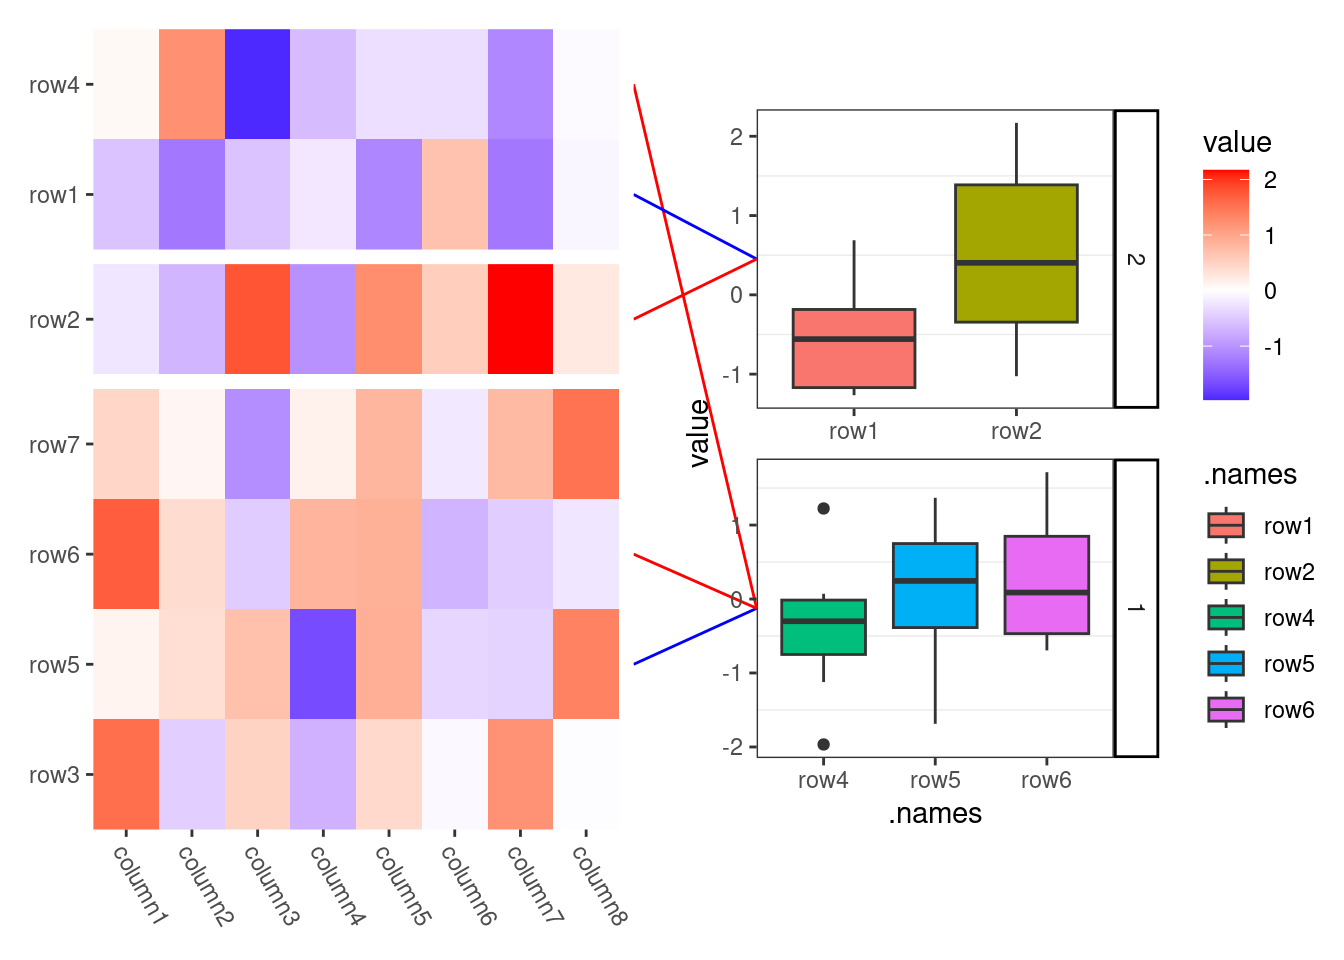 row4
row1
row2
row7
row6
row5
row3
column1
column2
column3
column4
column5
column6
column7
column8
value
2
1
0
-1
row1
row2
2
1
0
-1
-2
row4
row5
row6
1
.names
value
2
1
0
-1
.names
row1
row2
row4
row5
row6